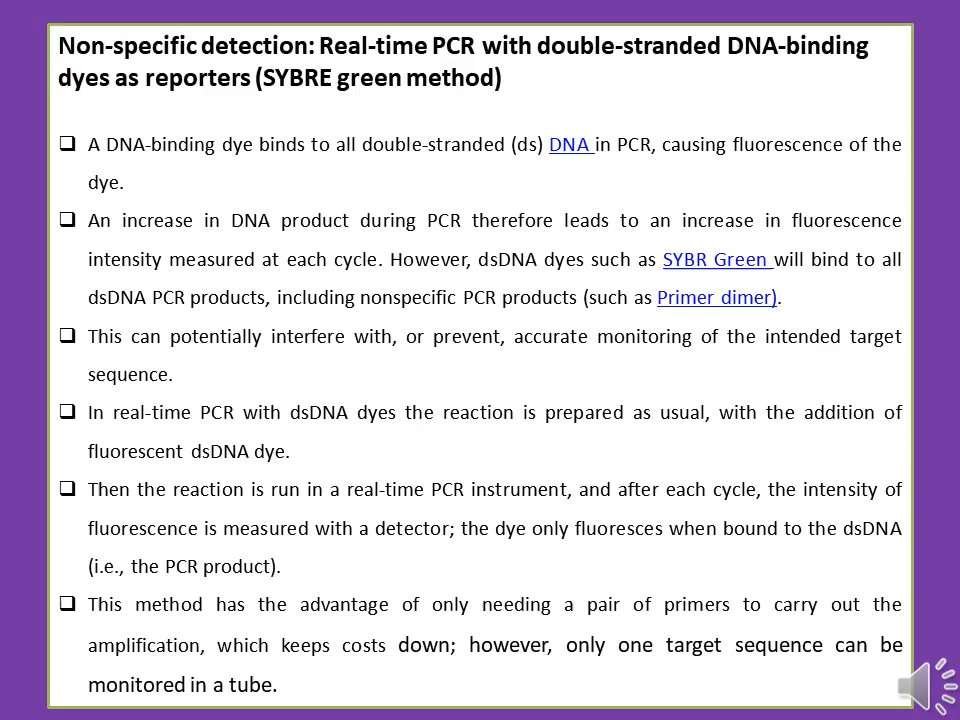 Non-specific detection: Real-time PCR with double-stranded DNA-binding
dyes as reporters (SYBRE green method)
❑ A DNA-binding dye binds to all double-stranded (ds) DNA in PCR, causing fluorescence of the
dye.
❑ An increase in DNA product during PCR therefore leads to an increase in fluorescence
intensity measured at each cycle. However, dsDNA dyes such as SYBR Green will bind to all
dsDNA PCR products, including nonspecific PCR products (such as Primer dimer).
❑ This can potentially interfere with, or prevent, accurate monitoring of the intended target
sequence.
❑ In real-time PCR with dsDNA dyes the reaction is prepared as usual, with the addition of
fluorescent dsDNA dye.
❑ Then the reaction is run in a real-time PCR instrument, and after each cycle, the intensity of
fluorescence is measured with a detector; the dye only fluoresces when bound to the dsDNA
(i.e., the PCR product).
❑ This method has the advantage of only needing a pair of primers to carry out the
amplification, which keeps costs down; however, only one target sequence can be
monitored in a tube.